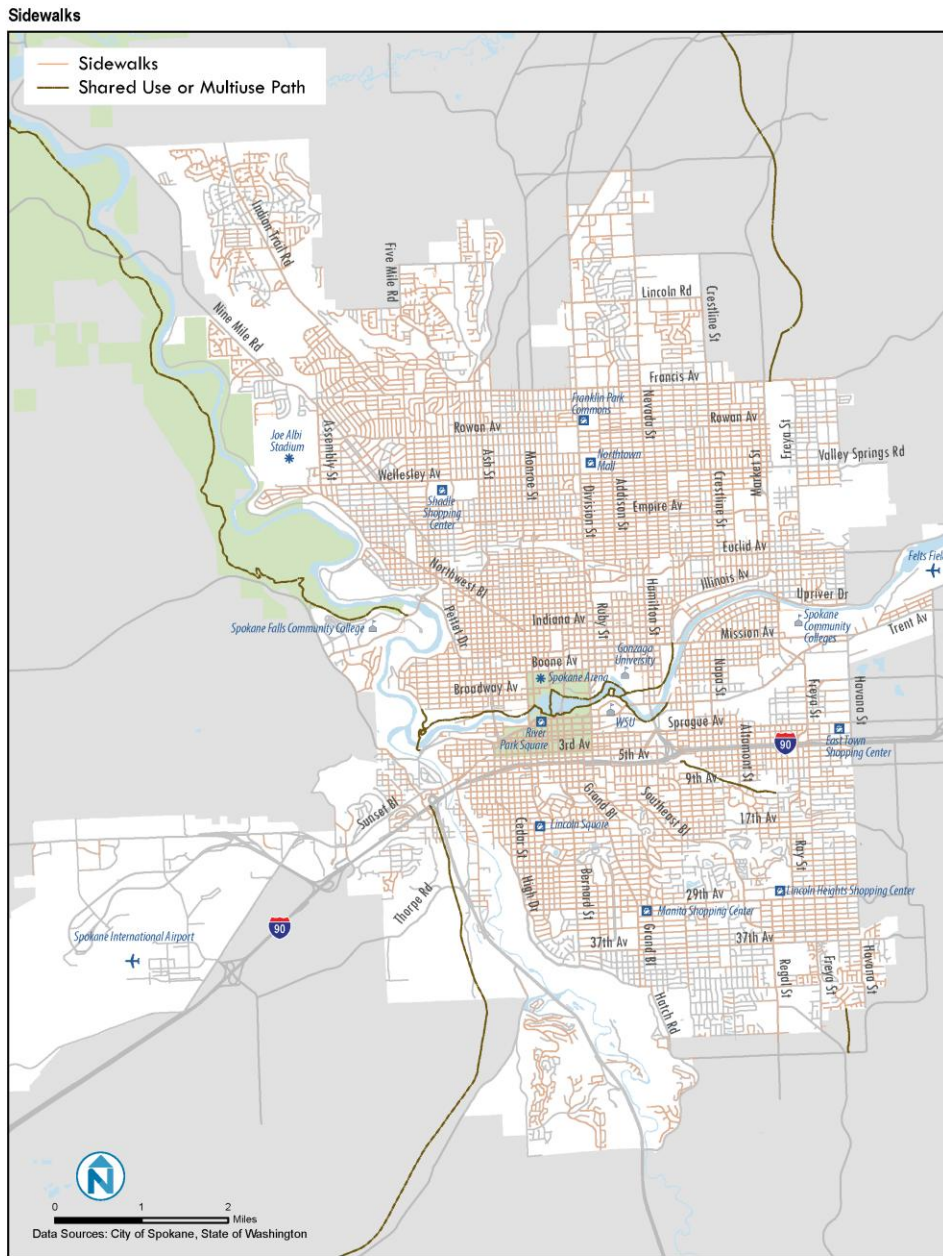 Sidewalks
Sidewalks
Shared Use or Multiuse Path
Indian Trail Rd
Five Mile Rd
Nine Mile Rd
Lincoln Rd
Crestline St
Francis Av
Franklin Park
Commons
Nevada St
Rowan Av
Rowan Av
Freya St
Joe Albi
Stadium
Assembly St
Ash St
Monroe St
Northtown
Mall
Market St
Valley Springs Rd
Wellesley Av
Shadle
Shopping
Center
Division St
Addison St
Empire Av
Crestline St
Euclid Av
Felts Field
Northwest Bl
Illinois Av
Upriver Dr
Pettet Dr
Indiana Av
Ruby St
Hamilton St
Spokane Falls Community College
Spokane
Community
Colleges
Mission Av
Trent Av
Gonzaga
University
Boone Av
Spokane Arena
Broadway Av
Nappa St
Freya St
Havana St
WSU
Sprague Av
River
Park Square
3rd Av
5th Av
Altamont St
90
East Town
Shopping Center
9th Av
Sunset Bl
Grand Bl
Southeast Bl
17th Av
Cedar St
Lincoln Square
Ray St
High Dr
Bernard St
29th Av
Lincoln Heights Shopping Center
Thorpe Rd
Manito Shopping Center
90
37th Av
Grand Bl
37th Av
Spokane International Airport
Regal St
Freya St
Havana St
Hatch Rd
N
0 1 2
Miles
Data Sources: City of Spokane, State of Washington